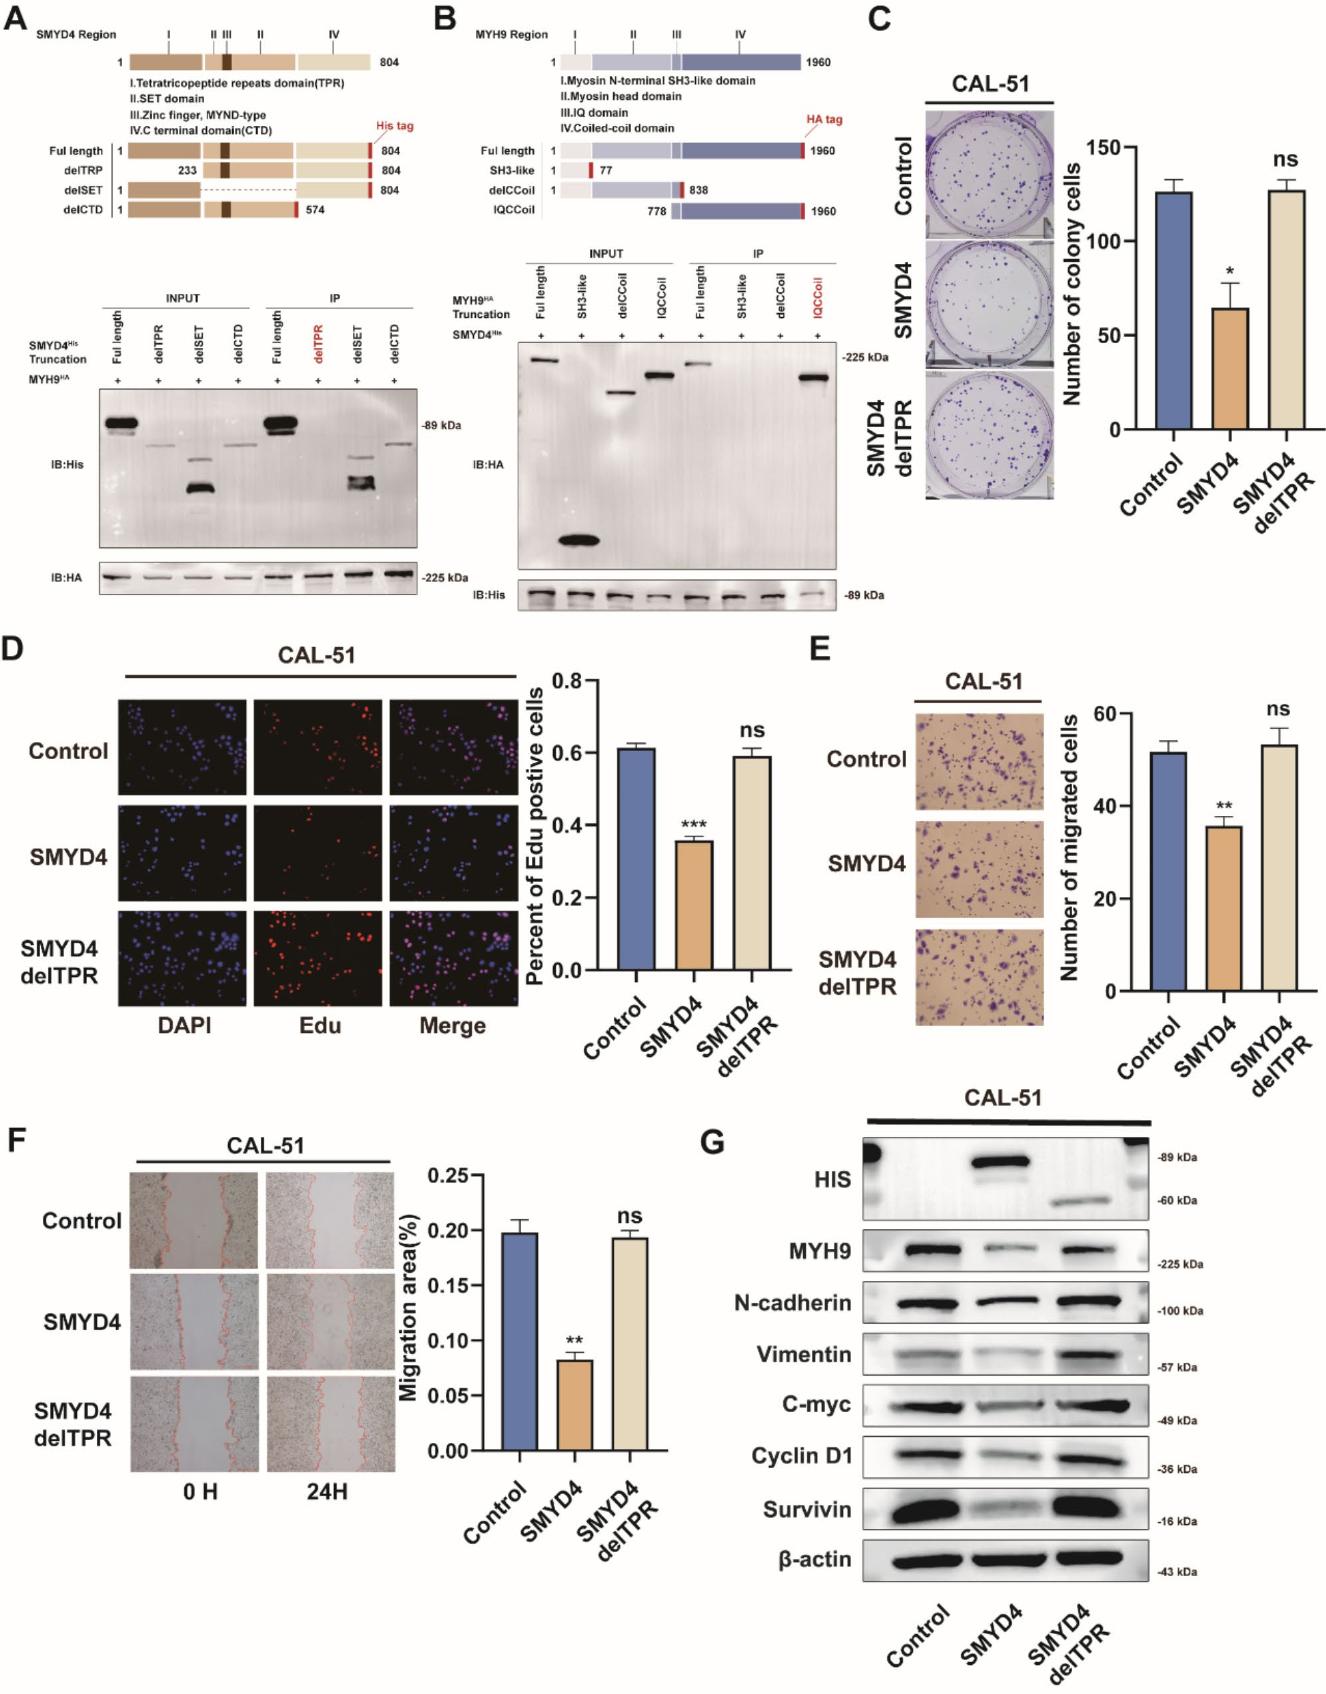 A
SMYD4 Region
I
II
III
II
IV
1
804
I.Tetratricopeptide repeats domain(TPR)
II.SET domain
III.Zinc finger, MYND-type
IV.C terminal domain(CTD)
His tag
Ful length 1 804
delTRP 233 804
delSET 1 804
delCTD 1 574
INPUT
IP
SMYD4His
Truncation
Ful length
delTPR
delSET
delCTD
Ful length
delTPR
delSET
delCTD
MYH9HA
+ + + + + + + +
-89 kDa
IB:His
IB:HA
-225 kDa
B
MYH9 Region
I
II
III
IV
1
1960
I.Myosin N-terminal SH3-like domain
II.Myosin head domain
III.IQ domain
IV.Coiled-coil domain
HA tag
Ful length 1 1960
SH3-like 1 77
delCCoil 1 838
IQCCoil 778 1960
INPUT
IP
MYH9HA
Truncation
Ful length
SH3-like
delCCoil
IQCCoil
Ful length
SH3-like
delCCoil
IQCCoil
SMYD4His
+ + + + + + + +
-225 kDa
IB:HA
IB:His
-89 kDa
C
CAL-51
Control
SMYD4
SMYD4
delTPR
Number of colony cells
150
100
50
0
*
ns
Control
SMYD4
SMYD4
delTPR
D
CAL-51
Control
SMYD4
SMYD4
delTPR
DAPI
Edu
Merge
Percent of Edu postive cells
0.8
0.6
0.4
0.2
0.0
***
ns
Control
SMYD4
SMYD4
delTPR
E
CAL-51
Control
SMYD4
SMYD4
delTPR
Number of migrated cells
60
40
20
0
**
ns
Control
SMYD4
SMYD4
delTPR
F
CAL-51
Control
SMYD4
SMYD4
delTPR
0 H
24H
Migration area(%)
0.25
0.20
0.15
0.10
0.05
0.00
**
ns
Control
SMYD4
SMYD4
delTPR
G
CAL-51
HIS
-89 kDa
-60 kDa
MYH9
-225 kDa
N-cadherin
-100 kDa
Vimentin
-57 kDa
C-myc
-49 kDa
Cyclin D1
-36 kDa
Survivin
-16 kDa
β-actin
-43 kDa
Control
SMYD4
SMYD4
delTPR